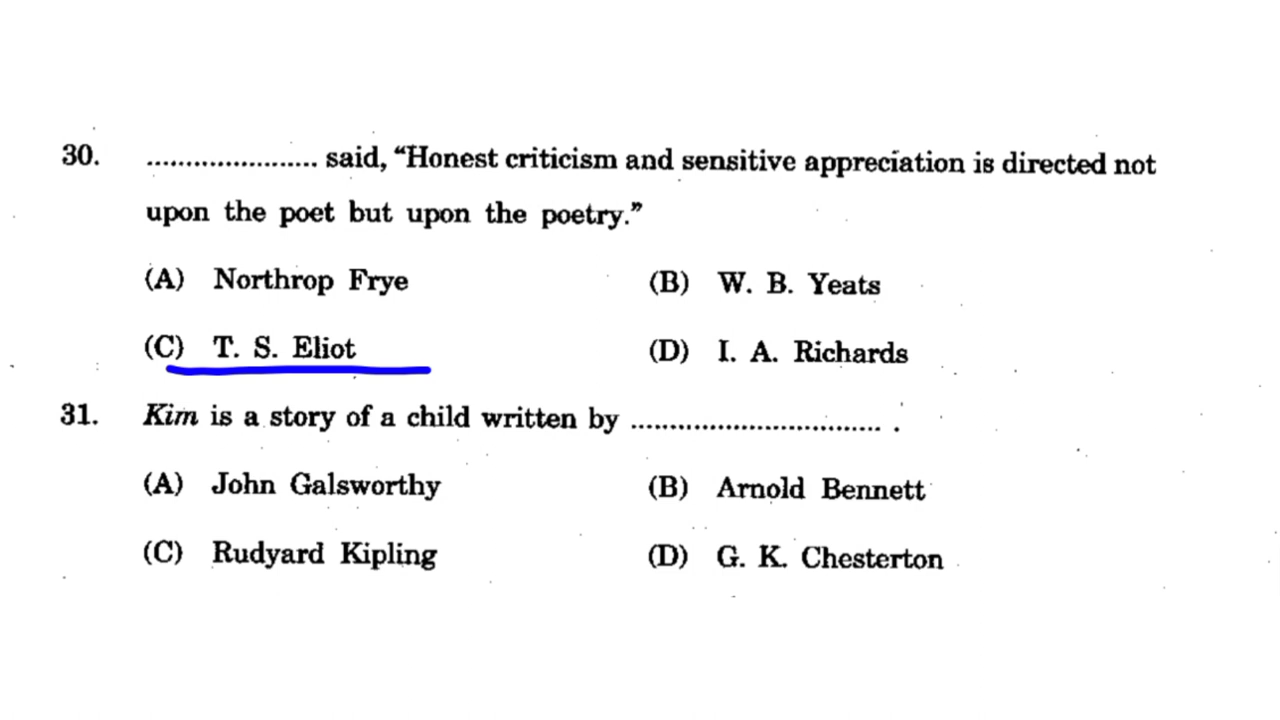 30. ...................... said, “Honest criticism and sensitive appreciation is directed not
upon the poet but upon the poetry.”
(A) Northrop Frye (B) W. B. Yeats
(C) T. S. Eliot (D) I. A. Richards
31. Kim is a story of a child written by ................................ .
(A) John Galsworthy (B) Arnold Bennett
(C) Rudyard Kipling (D) G. K. Chesterton